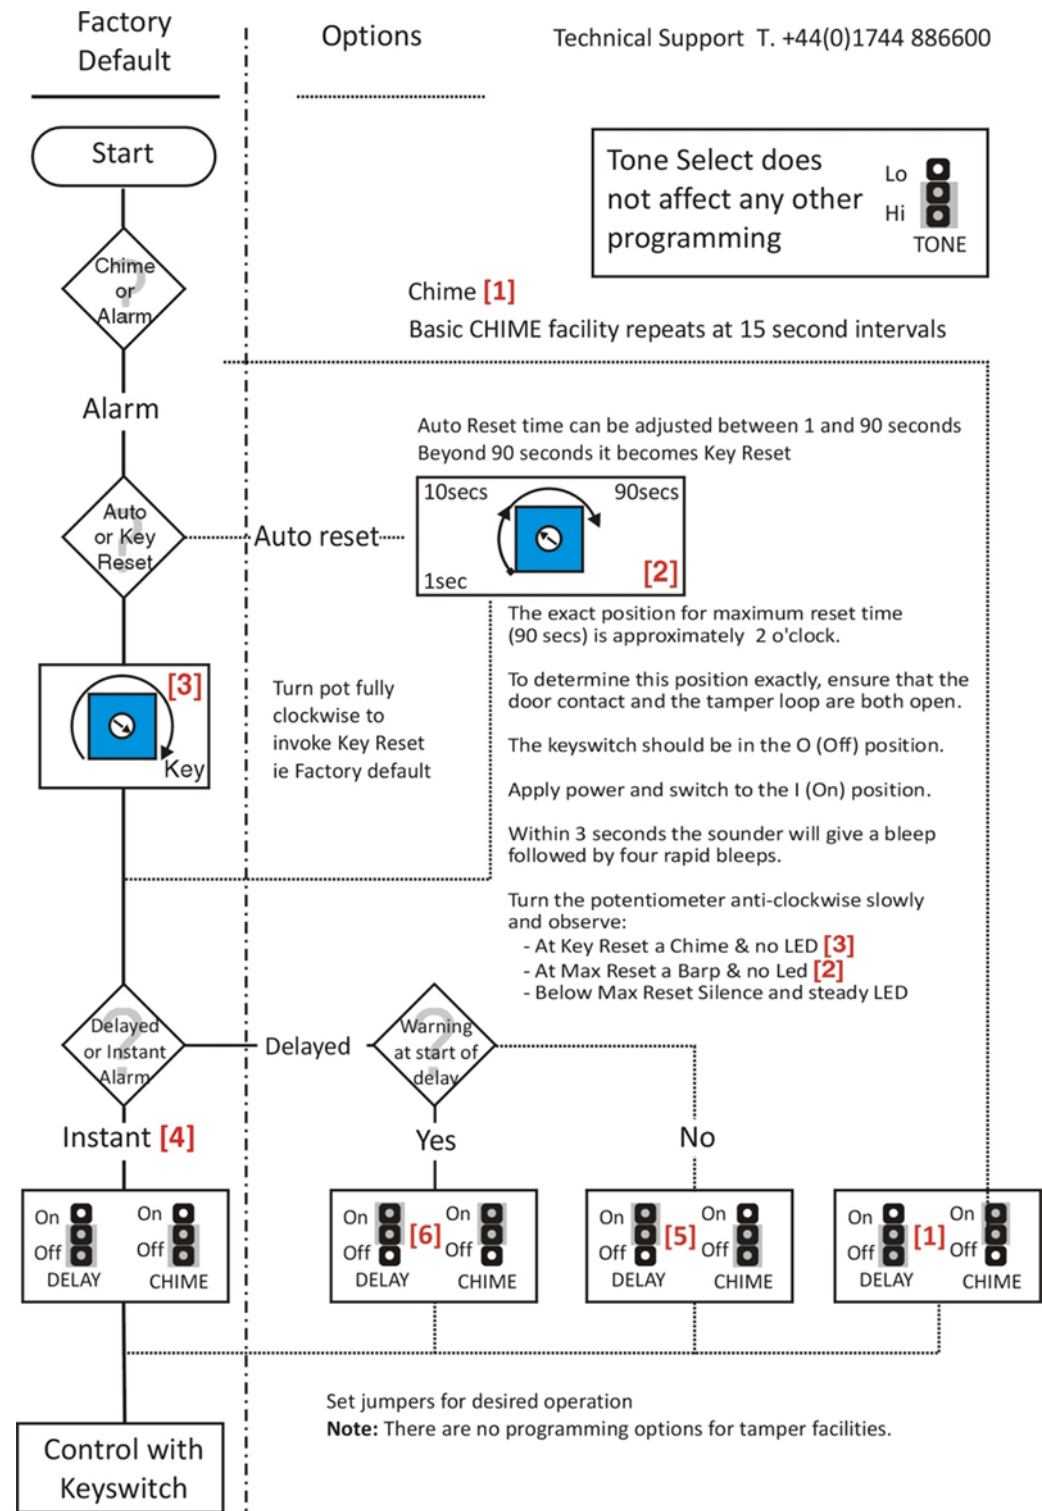 Factory
Default
Options
Technical Support  T. +44(0)1744 886600
Start
Tone Select does
not affect any other
programming
Lo
Hi
TONE
?
Chime
or
Alarm
Chime [1]
Basic CHIME facility repeats at 15 second intervals
Alarm
Auto Reset time can be adjusted between 1 and 90 seconds
Beyond 90 seconds it becomes Key Reset
?
Auto
or Key
Reset
Auto reset
10secs
90secs
1sec
[2]
The exact position for maximum reset time
(90 secs) is approximately  2 o'clock.
[3]
Key
Turn pot fully
clockwise to
invoke Key Reset
ie Factory default
To determine this position exactly, ensure that the
door contact and the tamper loop are both open.
The keyswitch should be in the O (Off) position.
Apply power and switch to the I (On) position.
Within 3 seconds the sounder will give a bleep
followed by four rapid bleeps.
Turn the potentiometer anti-clockwise slowly
and observe:
- At Key Reset a Chime & no LED [3]
- At Max Reset a Barp & no Led [2]
- Below Max Reset Silence and steady LED
?
Delayed
or Instant
Alarm
Delayed
?
Warning
at start of
delay
Instant [4]
Yes
No
On
Off
DELAY
On
Off
CHIME
On
Off
DELAY
[6]
On
Off
CHIME
On
Off
DELAY
[5]
On
Off
CHIME
On
Off
DELAY
[1]
On
Off
CHIME
Set jumpers for desired operation
Note: There are no programming options for tamper facilities.
Control with
Keyswitch